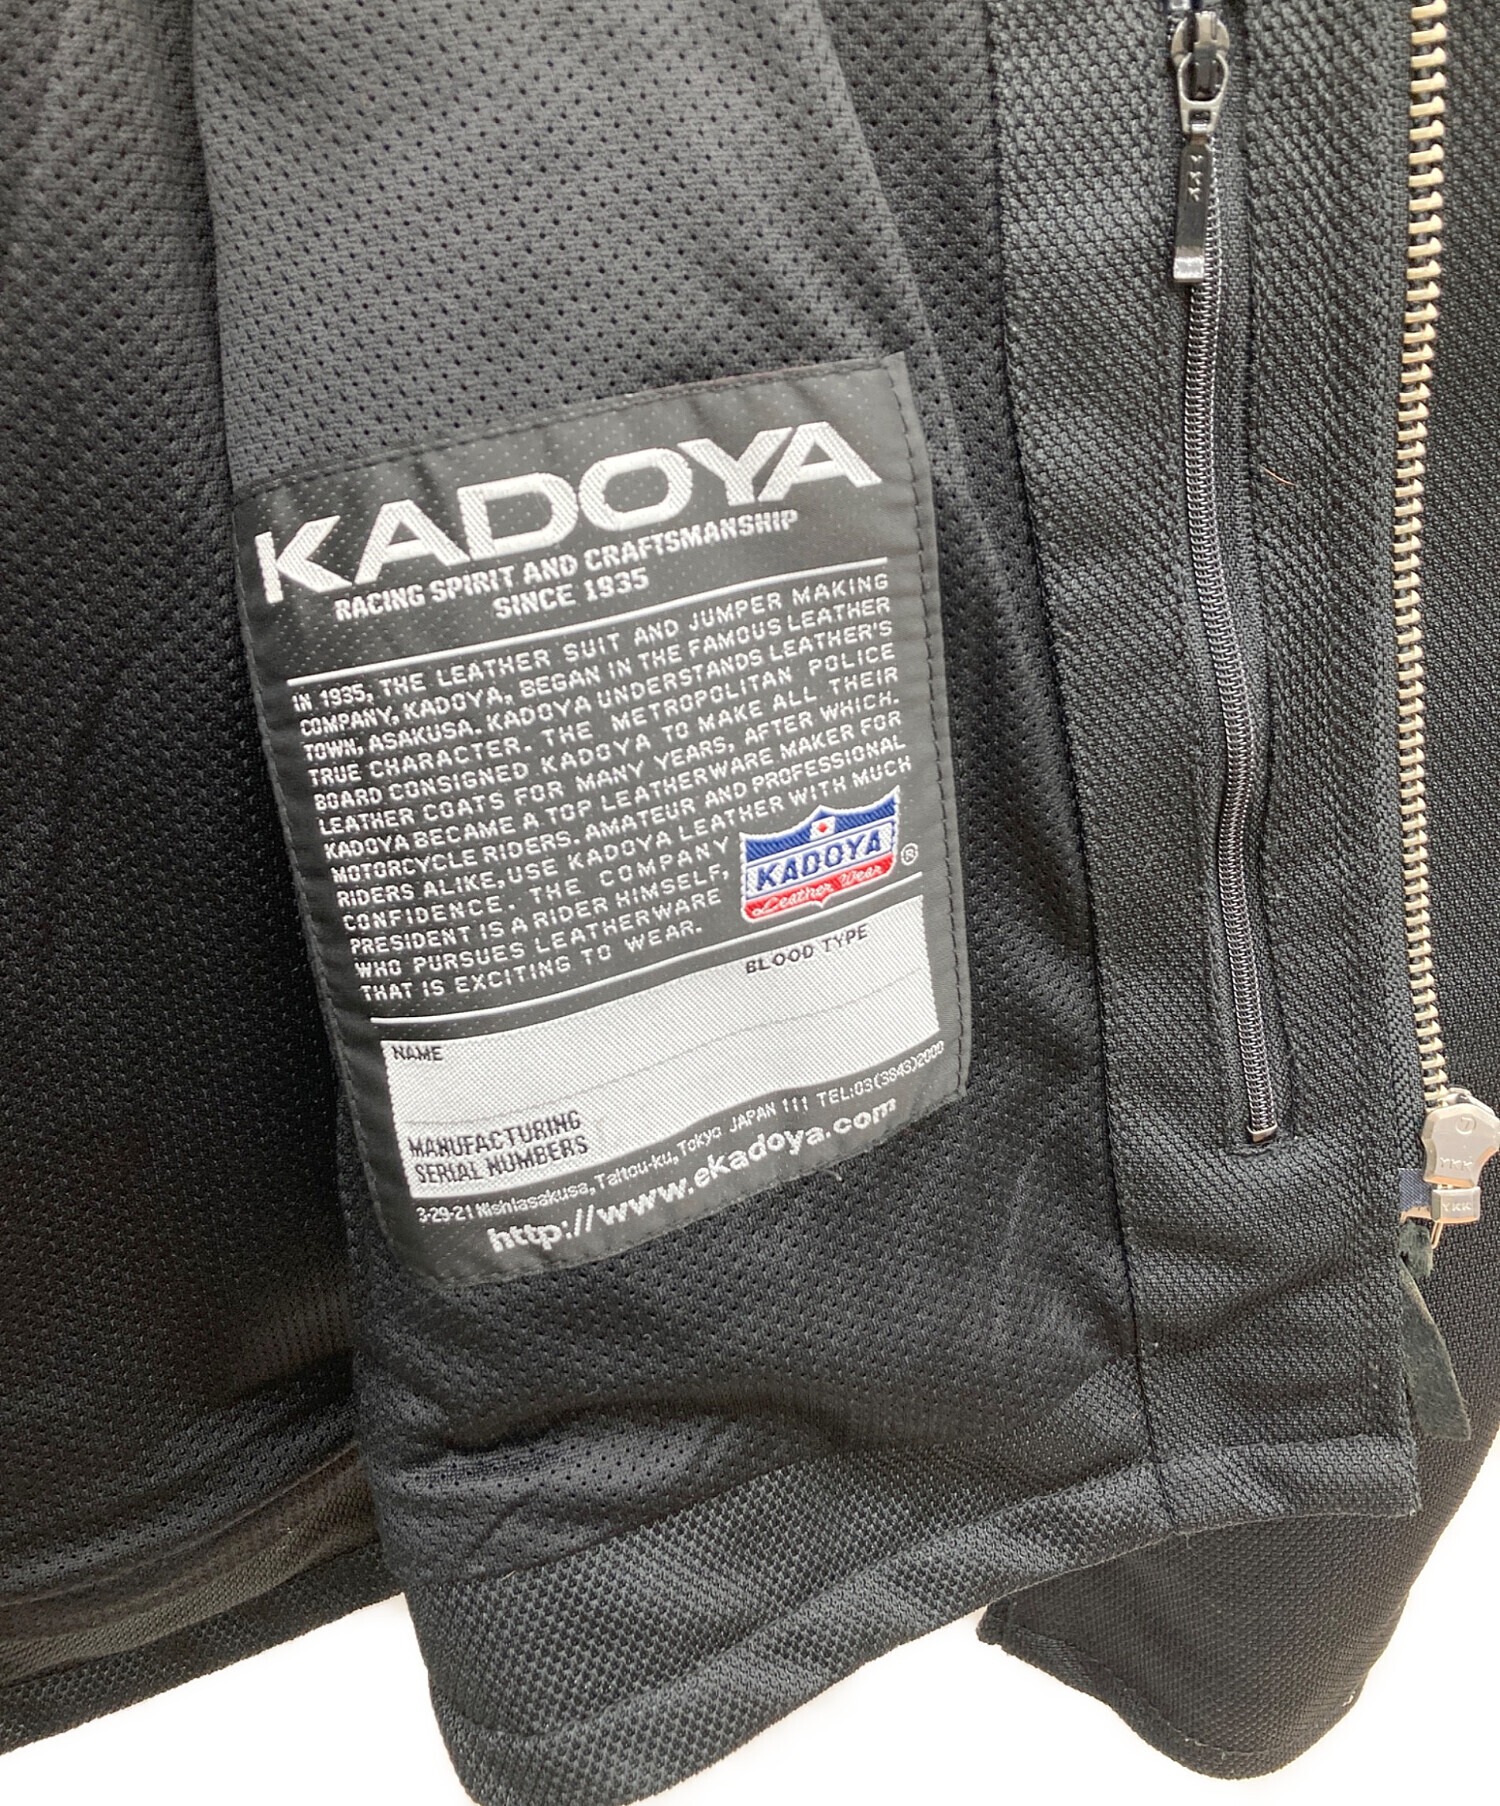 KADOYA
RACING SPIRIT AND CRAFTSMANSHIP
SINCE 1935
IN 1935, THE LEATHER SUIT AND JUMPER MAKING
COMPANY, KADOYA, BEGAN IN THE FAMOUS LEATHER
TOWN, ASAKUSA. KADOYA UNDERSTANDS LEATHER'S
TRUE CHARACTER. THE METROPOLITAN POLICE
BOARD CONSIGNED KADOYA TO MAKE ALL THEIR
LEATHER COATS FOR MANY YEARS, AFTER WHICH,
KADOYA BECAME A TOP LEATHERWARE MAKER FOR
MOTORCYCLE RIDERS. AMATEUR AND PROFESSIONAL
RIDERS ALIKE, USE KADOYA LEATHER WITH MUCH
CONFIDENCE. THE COMPANY
PRESIDENT IS A RIDER HIMSELF,
WHO PURSUES LEATHERWARE
THAT IS EXCITING TO WEAR.
KADOYA ®
Leather Wear
BLOOD TYPE
NAME
MANUFACTURING
SERIAL NUMBERS
3-29-21 Nishiasakusa, Taitou-ku, Tokyo JAPAN 111 TEL:03(3843)2000
http://www.ekadoya.com
YKK
7
YKK
YKK